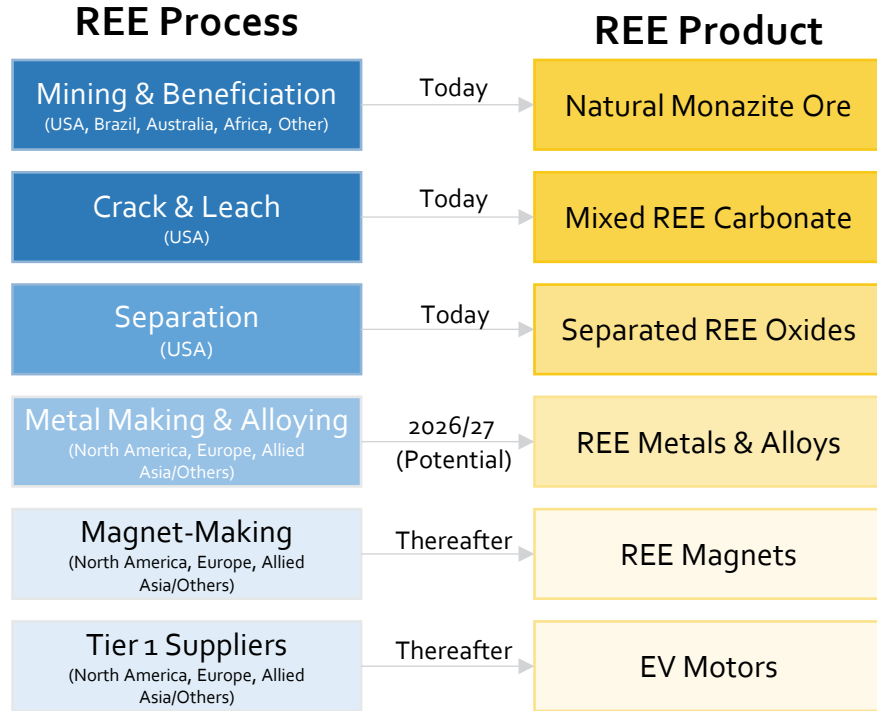 REE Process
REE Product
Mining & Beneficiation
(USA, Brazil, Australia, Africa, Other)
Today
Natural Monazite Ore
Crack & Leach
(USA)
Today
Mixed REE Carbonate
Separation
(USA)
Today
Separated REE Oxides
Metal Making & Alloying
(North America, Europe, Allied
Asia/Others)
2026/27
(Potential)
REE Metals & Alloys
Magnet-Making
(North America, Europe, Allied
Asia/Others)
Thereafter
REE Magnets
Tier 1 Suppliers
(North America, Europe, Allied
Asia/Others)
Thereafter
EV Motors